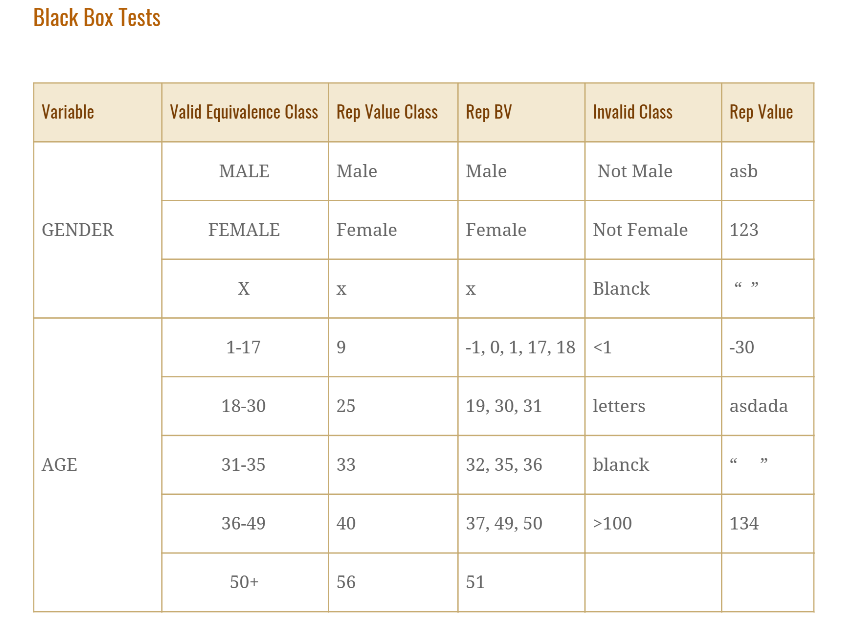 Black Box Tests
Variable Valid Equivalence Class Rep Value Class Rep BV Invalid Class Rep Value
GENDER MALE Male Male Not Male asb
FEMALE Female Female Not Female 123
X x x Blanck “ ”
AGE 1-17 9 -1, 0, 1, 17, 18 <1 -30
18-30 25 19, 30, 31 letters asdada
31-35 33 32, 35, 36 blanck “ ”
36-49 40 37, 49, 50 >100 134
50+ 56 51